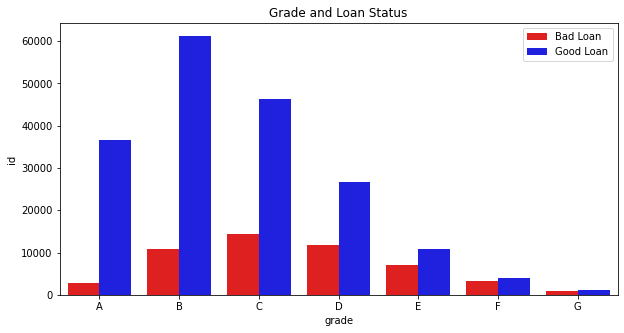 Grade and Loan Status
Bad Loan
Good Loan
id
60000
50000
40000
30000
20000
10000
0
A B C D E F G
grade